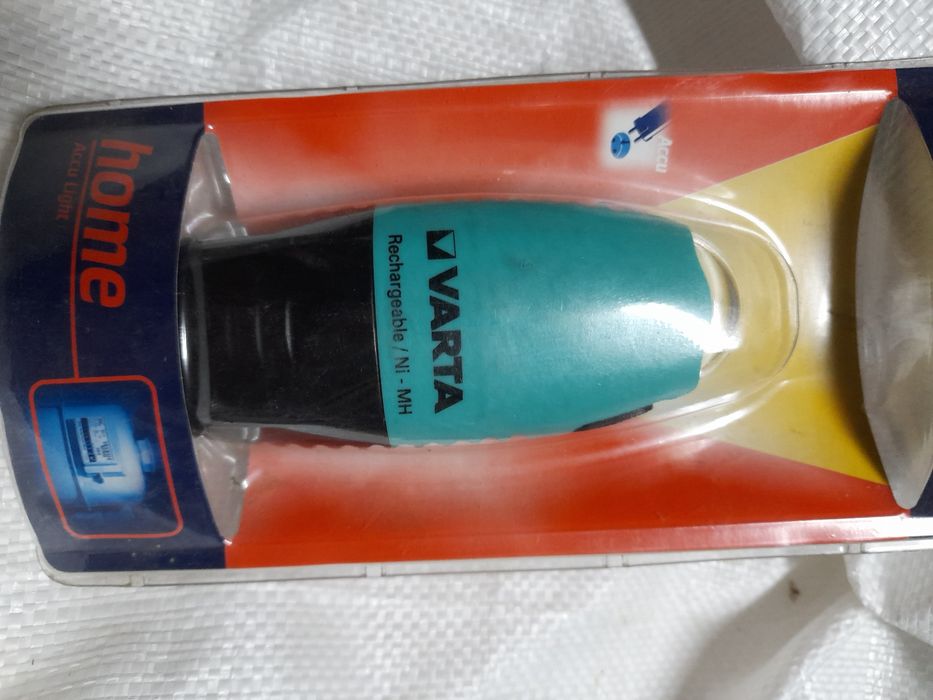 home
Accu Light
VARTA
Rechargeable / Ni - MH
Accu